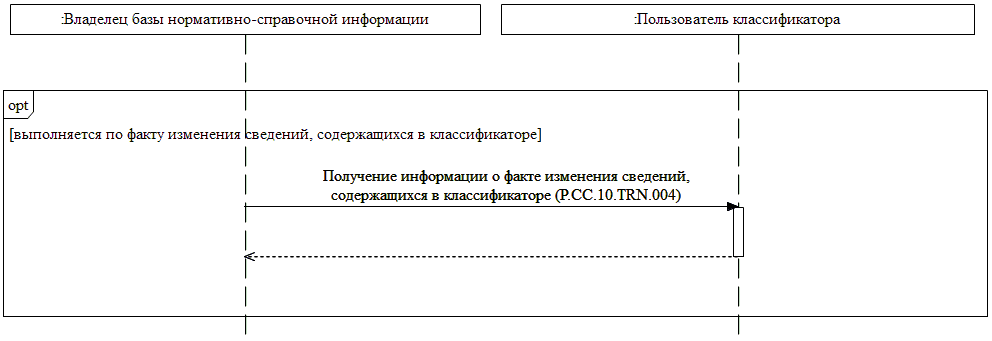 :Владелец базы нормативно-справочной информации
:Пользователь классификатора
opt
[выполняется по факту изменения сведений, содержащихся в классификаторе]
Получение информации о факте изменения сведений,
содержащихся в классификаторе (P.CC.10.TRN.004)